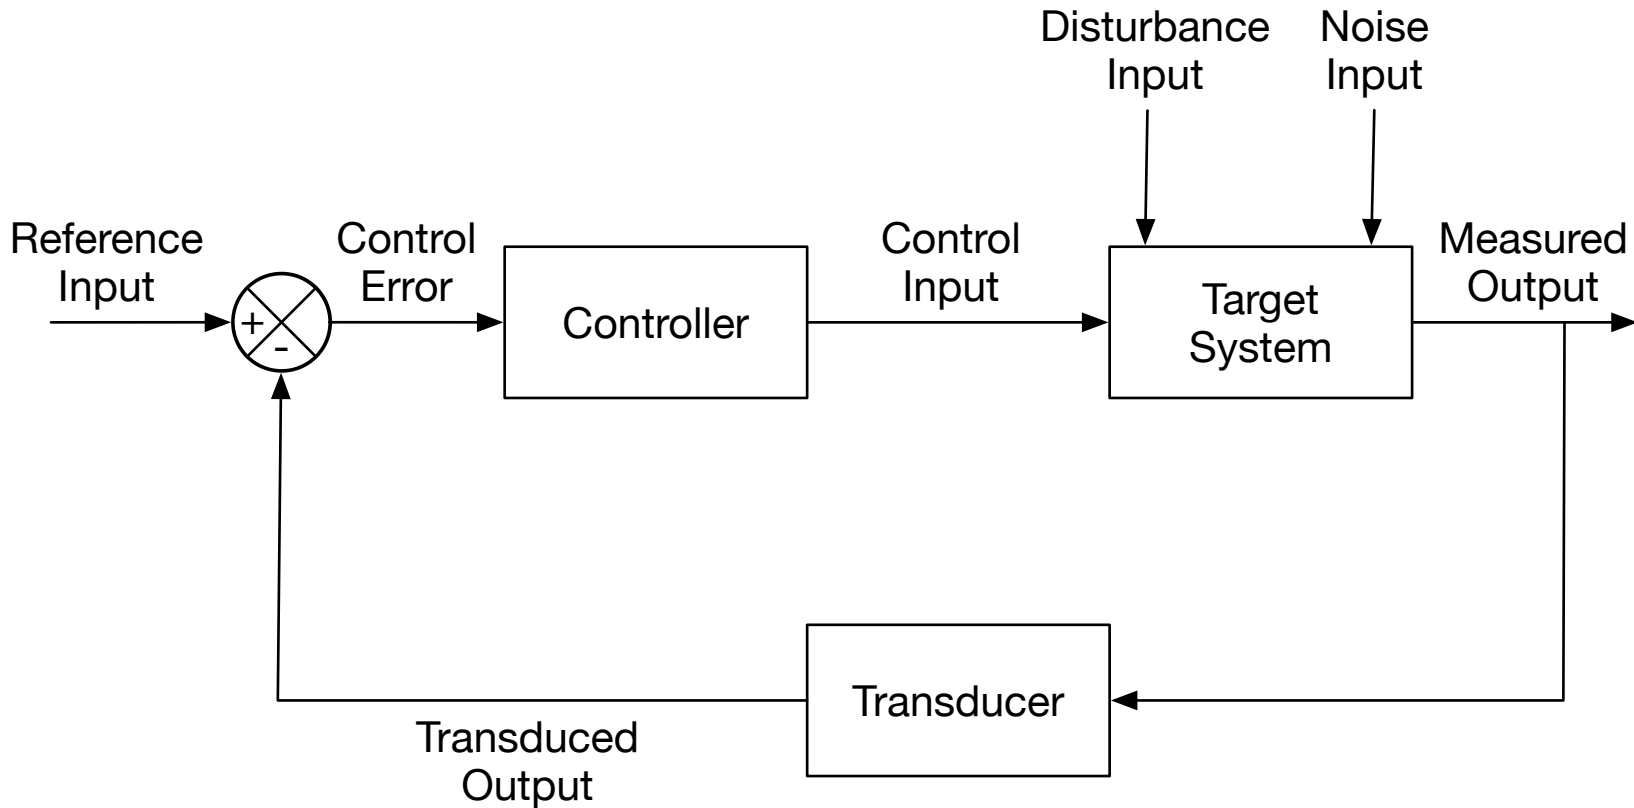 Disturbance
Input
Noise
Input
Reference
Input
Control
Error
Control
Input
Measured
Output
+
-
Controller
Target
System
Transducer
Transduced
Output